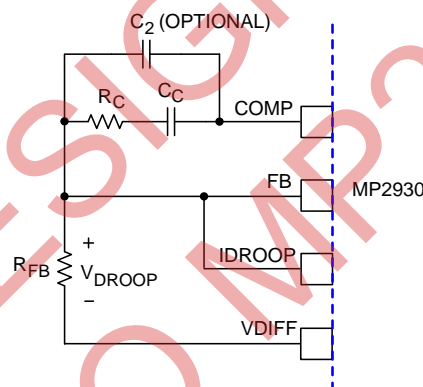 C2 (OPTIONAL)
RC
CC
COMP
FB
MP2930
IDROOP
+
RFB
VDROOP
−
VDIFF